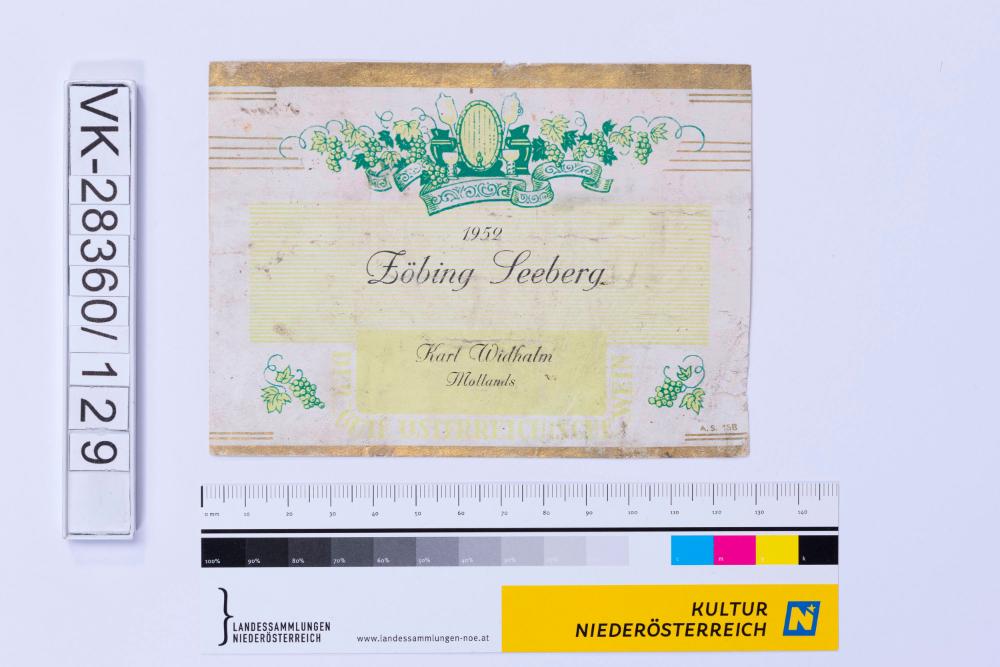 VK-28360/129
1952
Zöbing Seeberg
Karl Widhalm
Mollands
DER GUTE ÖSTERREICHISCHE WEIN
A. S. 15B
0 mm 10 20 30 40 50 60 70 80 90 100 110 120 130 140
100% 90% 80% 70% 60% 50% 40% 30% 20%
c m y k
LANDESSAMMLUNGEN
NIEDERÖSTERREICH
www.landessammlungen-noe.at
KULTUR
NIEDERÖSTERREICH